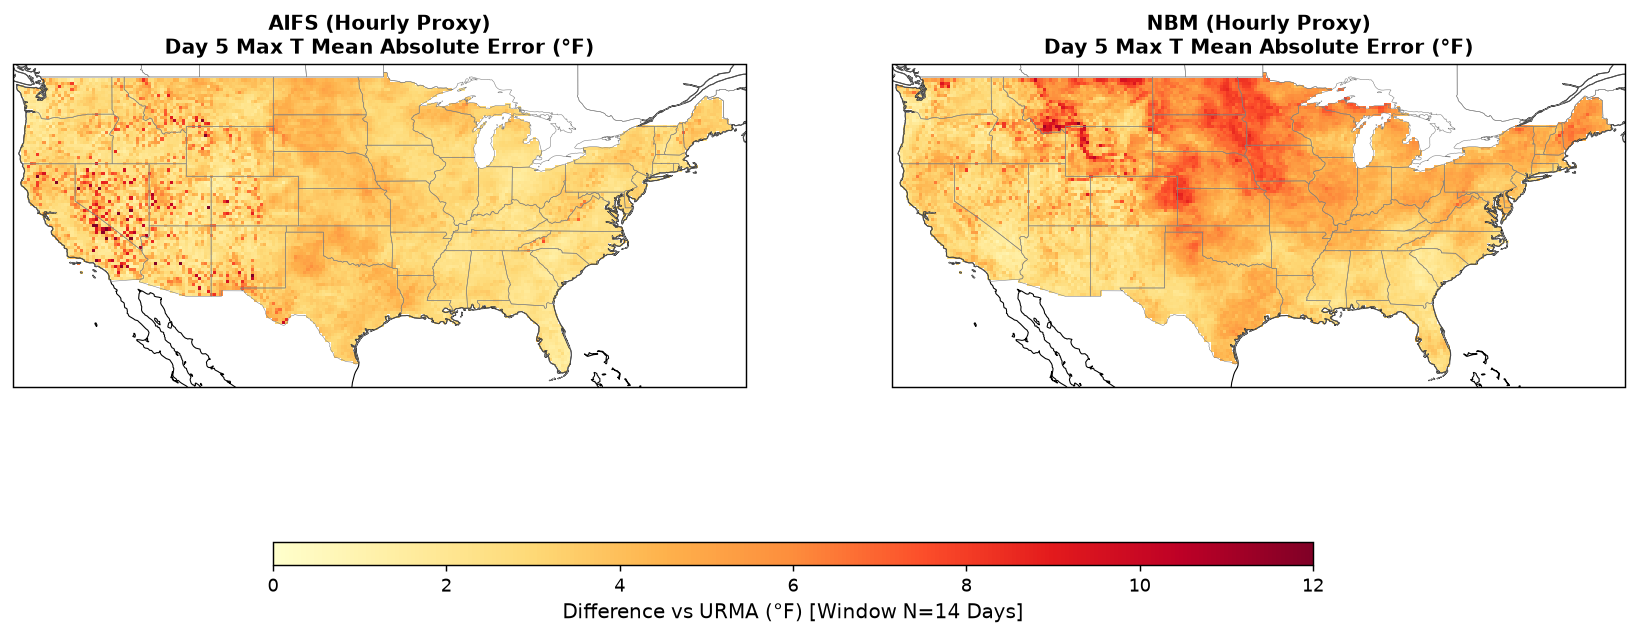 AIFS (Hourly Proxy)
Day 5 Max T Mean Absolute Error (°F)
NBM (Hourly Proxy)
Day 5 Max T Mean Absolute Error (°F)
0 2 4 6 8 10 12
Difference vs URMA (°F) [Window N=14 Days]